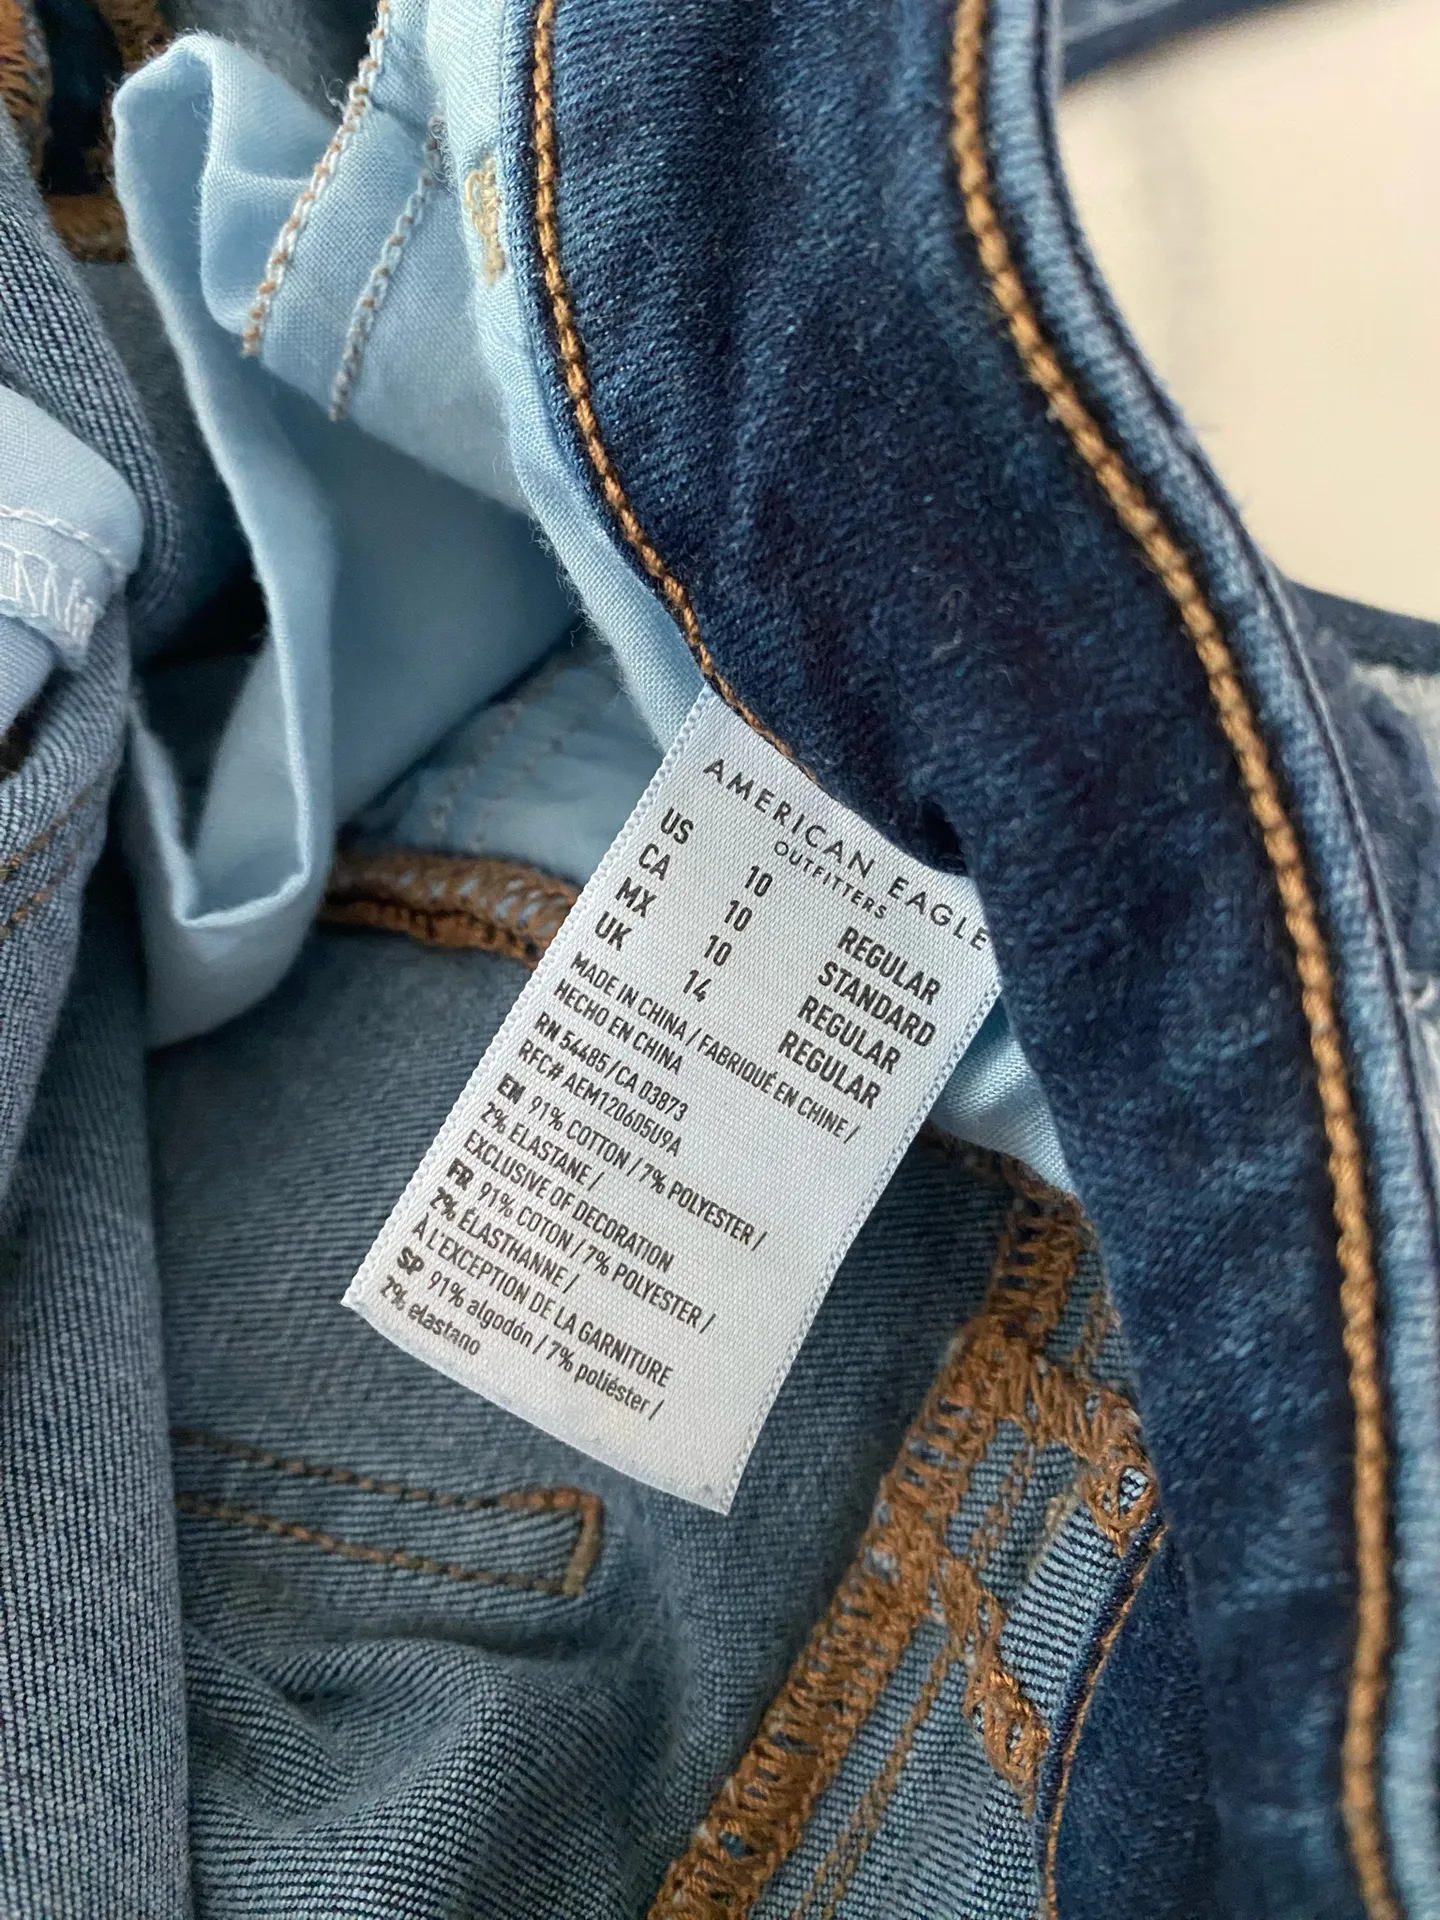 AMERICAN EAGLE
OUTFITTERS
US 10 REGULAR
CA 10 STANDARD
MX 10 REGULAR
UK 14 REGULAR
MADE IN CHINA / FABRIQUÉ EN CHINE /
HECHO EN CHINA
RN 54485 / CA 03873
RFC# AEM120605U9A
EN 91% COTTON / 7% POLYESTER /
2% ELASTANE /
EXCLUSIVE OF DECORATION
FR 91% COTON / 7% POLYESTER /
2% ÉLASTHANNE /
À L'EXCEPTION DE LA GARNITURE
SP 91% algodón / 7% poliéster /
2% elastano